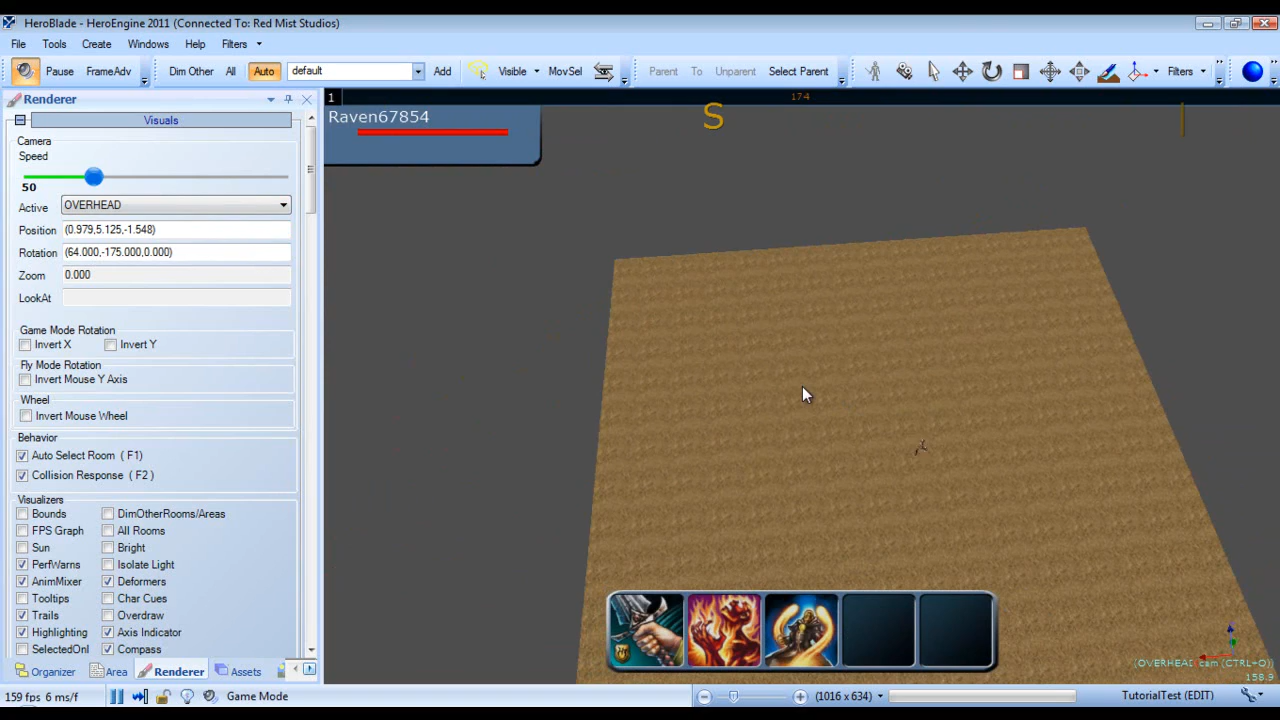 HeroBlade - HeroEngine 2011 (Connected To: Red Mist Studios)
File Tools Create Windows Help Filters
Pause FrameAdv Dim Other All Auto default Add Visible MovSel Parent To Unparent Select Parent Filters
Renderer
1
174
Visuals
Raven67854
S
Camera
Speed
50
Active OVERHEAD
Position (0.979,5.125,-1.548)
Rotation (64.000,-175.000,0.000)
Zoom 0.000
LookAt
Game Mode Rotation
Invert X Invert Y
Fly Mode Rotation
Invert Mouse Y Axis
Wheel
Invert Mouse Wheel
Behavior
Auto Select Room ( F1)
Collision Response ( F2 )
Visualizers
Bounds DimOtherRooms/Areas
FPS Graph All Rooms
Sun Bright
PerfWarns Isolate Light
AnimMixer Deformers
Tooltips Char Cues
Trails Overdraw
Highlighting Axis Indicator
SelectedOnl Compass
(OVERHEAD cam (CTRL+O)
158.9
Organizer Area Renderer Assets
159 fps 6 ms/f Game Mode (1016 x 634) TutorialTest (EDIT)